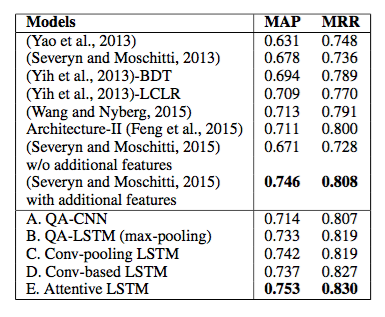 Models MAP MRR
(Yao et al., 2013) 0.631 0.748
(Severyn and Moschitti, 2013) 0.678 0.736
(Yih et al., 2013)-BDT 0.694 0.789
(Yih et al., 2013)-LCLR 0.709 0.770
(Wang and Nyberg, 2015) 0.713 0.791
Architecture-II (Feng et al., 2015) 0.711 0.800
(Severyn and Moschitti, 2015) 0.671 0.728
w/o additional features
(Severyn and Moschitti, 2015) 0.746 0.808
with additional features
A. QA-CNN 0.714 0.807
B. QA-LSTM (max-pooling) 0.733 0.819
C. Conv-pooling LSTM 0.742 0.819
D. Conv-based LSTM 0.737 0.827
E. Attentive LSTM 0.753 0.830